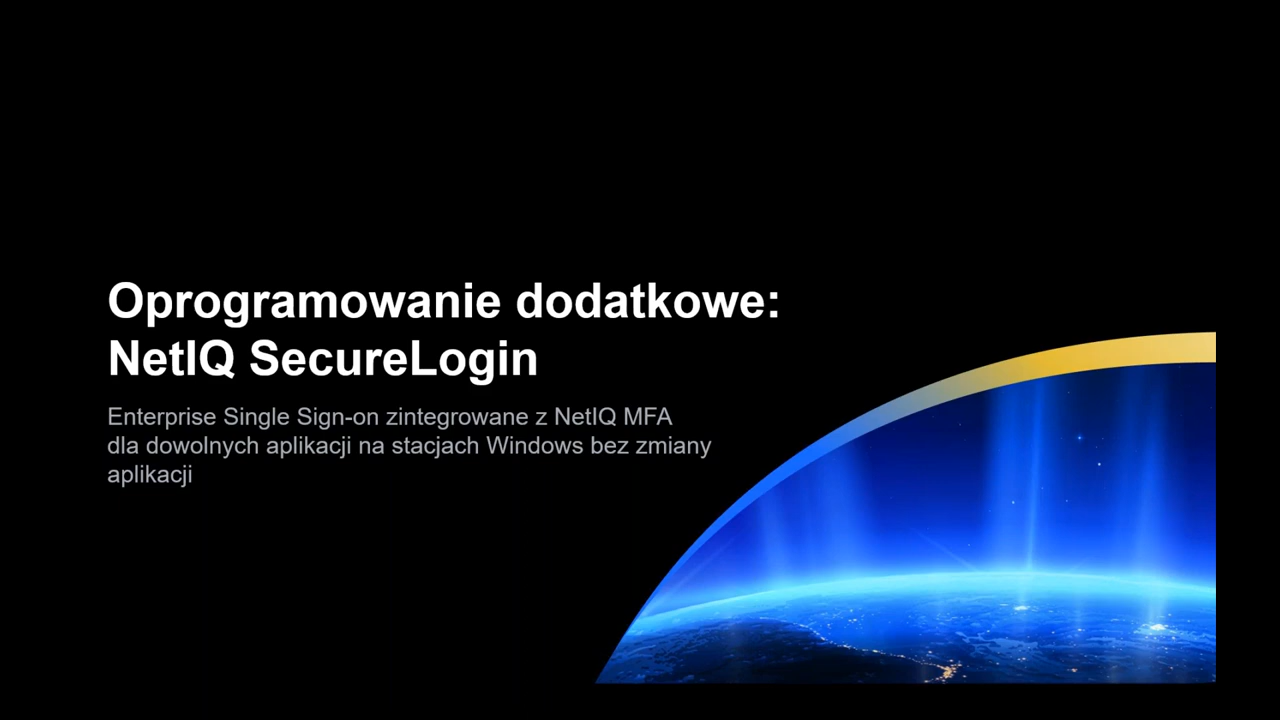 Oprogramowanie dodatkowe:
NetIQ SecureLogin
Enterprise Single Sign-on zintegrowane z NetIQ MFA
dla dowolnych aplikacji na stacjach Windows bez zmiany
aplikacji